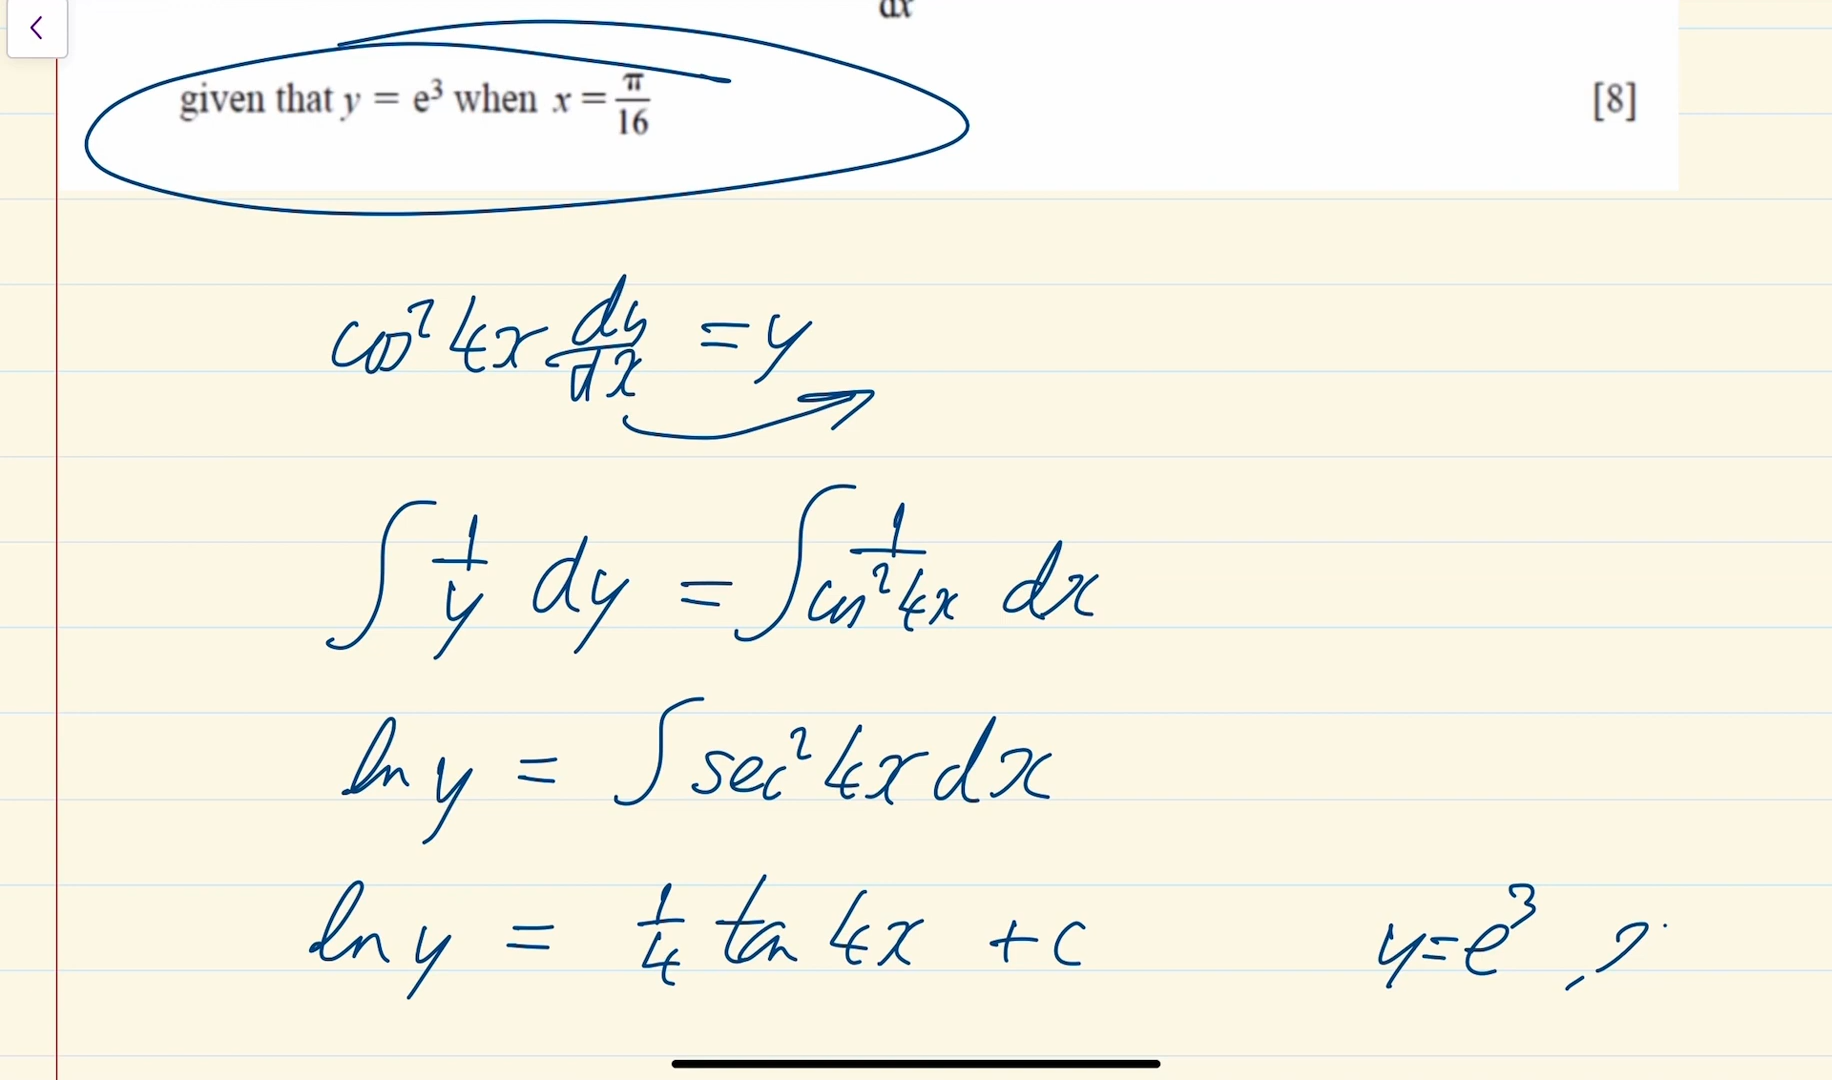 dx
given that y = e³ when x = π/16 [8]
cos² 4x dy/dx = y
∫ 1/y dy = ∫ 1/cos² 4x dx
ln y = ∫ sec² 4x dx
ln y = 1/4 tan 4x + c y = e³ ,